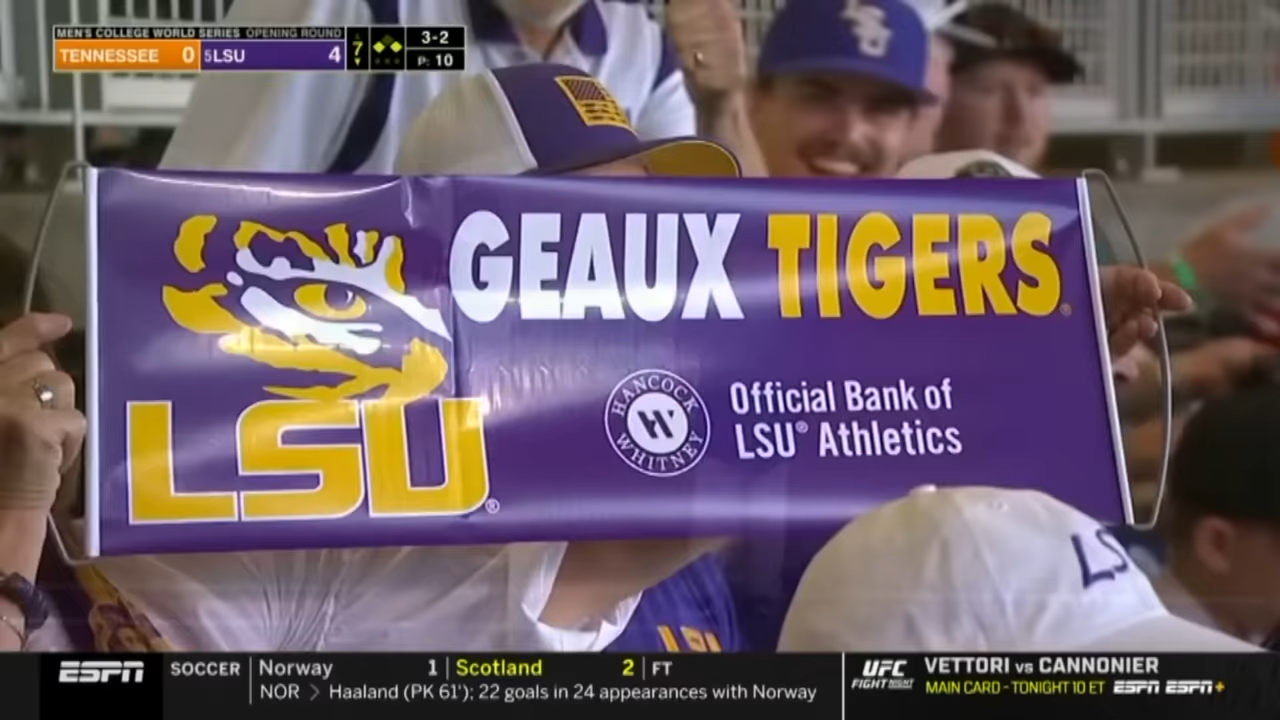 MEN'S COLLEGE WORLD SERIES OPENING ROUND
TENNESSEE 0 5 LSU 4 7 3-2
P: 10
LSU
GEAUX TIGERS®
HANCOCK WHITNEY
Official Bank of
LSU® Athletics
LSU®
LS
ESPN SOCCER Norway 1 Scotland 2 FT
NOR > Haaland (PK 61'); 22 goals in 24 appearances with Norway
UFC FIGHT NIGHT VETTORI vs CANNONIER
MAIN CARD - TONIGHT 10 ET ESPN ESPN+